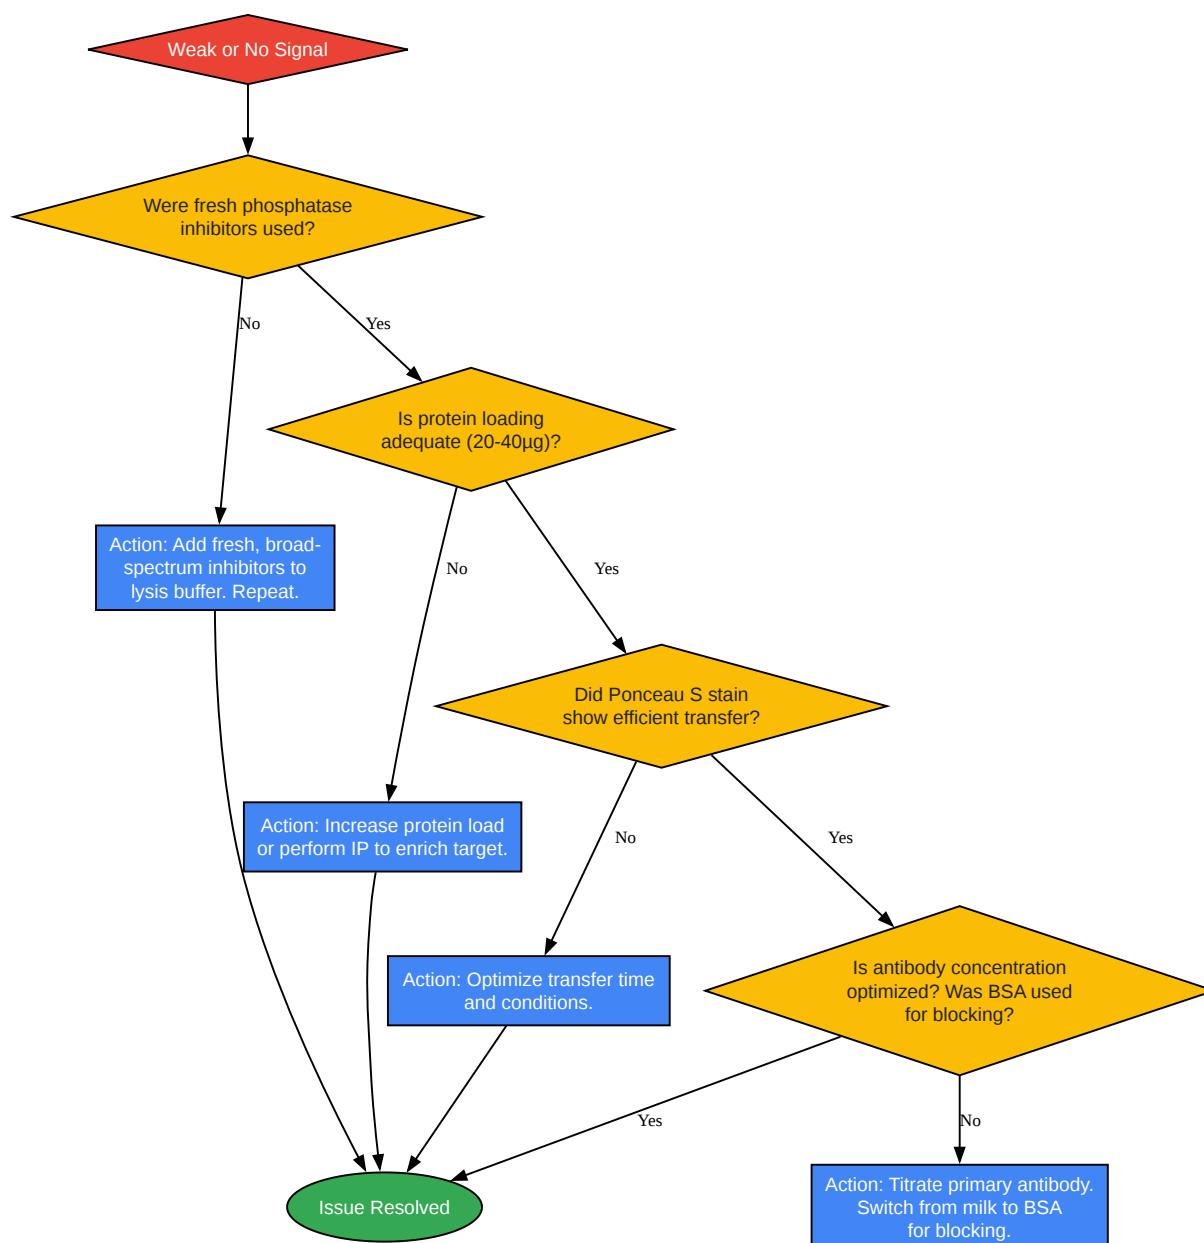 Weak or No Signal
Were fresh phosphatase
inhibitors used?
No
Yes
Is protein loading
adequate (20-40µg)?
Action: Add fresh, broad-
spectrum inhibitors to
lysis buffer. Repeat.
No
Yes
Did Ponceau S stain
show efficient transfer?
Action: Increase protein load
or perform IP to enrich target.
No
Yes
Is antibody concentration
optimized? Was BSA used
for blocking?
Action: Optimize transfer time
and conditions.
Yes
No
Issue Resolved
Action: Titrate primary antibody.
Switch from milk to BSA
for blocking.